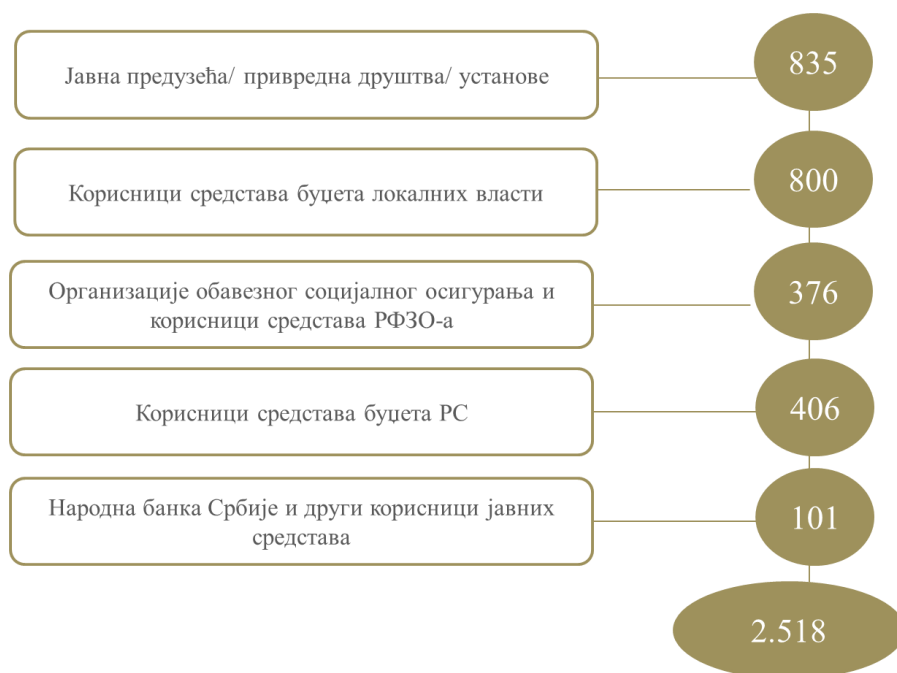 Јавна предузећа/ привредна друштва/ установе
835
Корисници средстава буџета локалних власти
800
Организације обавезног социјалног осигурања и
корисници средстава РФЗО-а
376
Корисници средстава буџета РС
406
Народна банка Србије и други корисници јавних
средстава
101
2.518